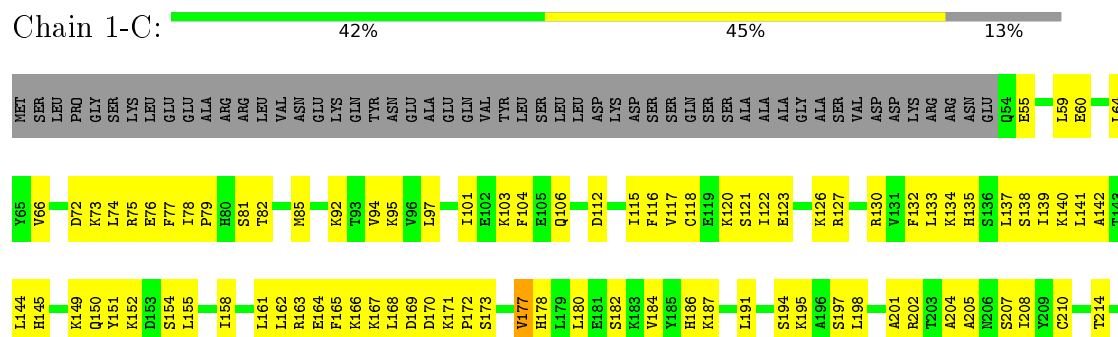 Chain 1-C:
42% 45% 13%
MET SER LEU PRO GLY SER LYS LEU GLU GLU ALA ARG ARG LEU VAL ASN GLU LYS GLN TYR ASN GLU ALA GLU GLN VAL TYR LEU SER LEU LEU ASP LYS ASP SER SER GLN SER SER ALA ALA ALA GLY ALA SER VAL ASP ASP LYS ARG ARG ASN GLU Q54 E55 L59 E60 L64
Y65 V66 D72 K73 L74 R75 E76 F77 I78 P79 H80 S81 T82 M85 K92 T93 V94 K95 V96 L97 I101 E102 K103 F104 E105 Q106 D112 I115 F116 V117 C118 E119 K120 S121 I122 E123 K126 R127 R130 V131 F132 L133 K134 H135 S136 L137 S138 I139 K140 L141 A142 T143
L144 H145 K149 Q150 Y151 K152 D153 S154 L155 I158 L161 L162 R163 E164 F165 K166 K167 L168 D169 D170 K171 P172 S173 V177 H178 L179 L180 E181 S182 K183 V184 Y185 H186 K187 L191 S194 K195 A196 S197 L198 A201 R202 T203 A204 A205 N206 S207 I208 Y209 C210 T214